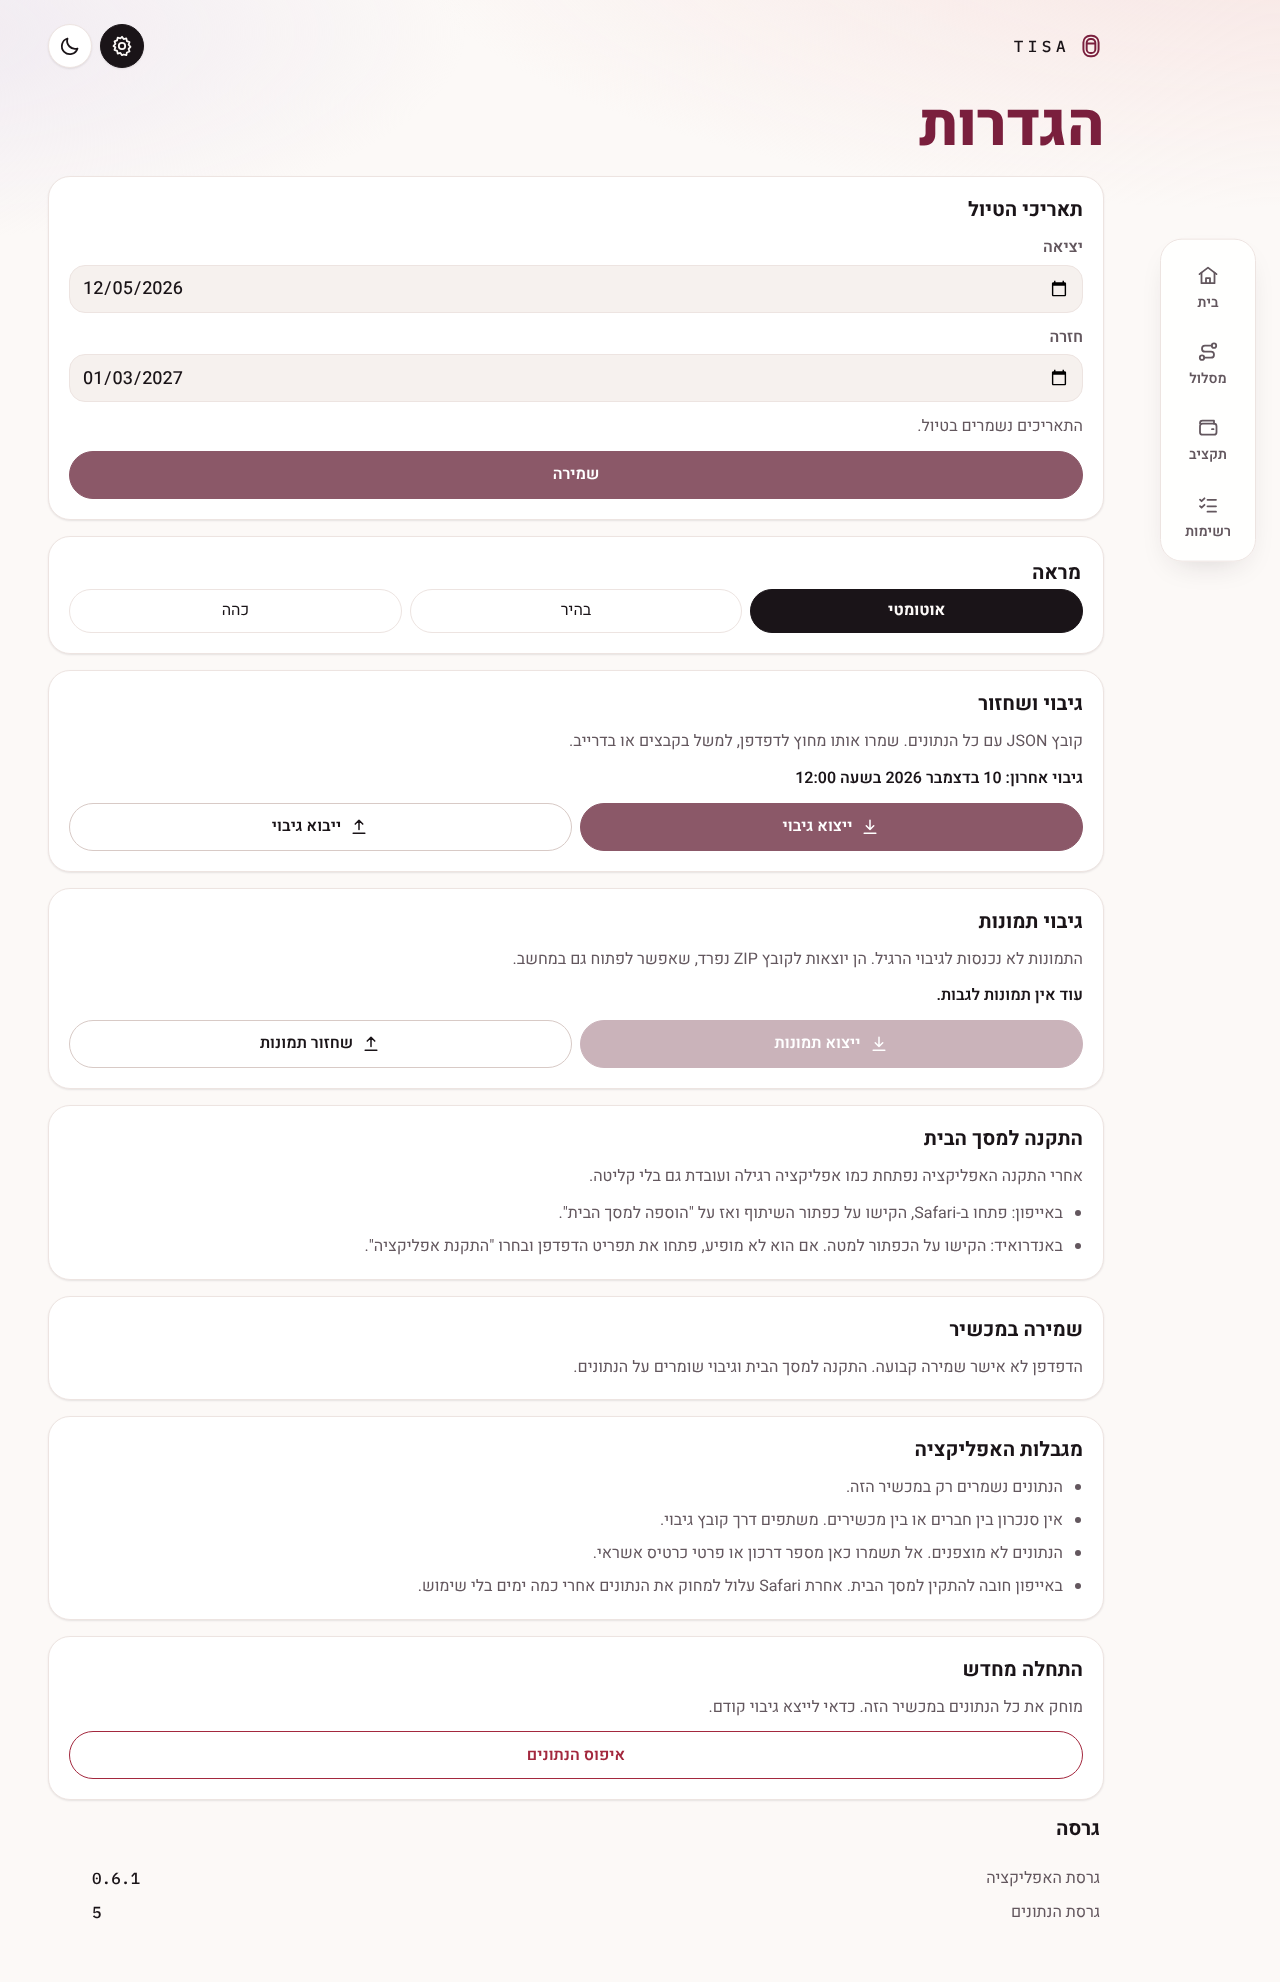 TISA
הגדרות
בית
מסלול
תקציב
רשימות
תאריכי הטיול
יציאה
12/05/2026
חזרה
01/03/2027
התאריכים נשמרים בטיול.
שמירה
מראה
אוטומטי
בהיר
כהה
גיבוי ושחזור
קובץ JSON עם כל הנתונים. שמרו אותו מחוץ לדפדפן, למשל בקבצים או בדרייב.
גיבוי אחרון: 10 בדצמבר 2026 בשעה 12:00
ייצוא גיבוי
ייבוא גיבוי
גיבוי תמונות
התמונות לא נכנסות לגיבוי הרגיל. הן יוצאות לקובץ ZIP נפרד, שאפשר לפתוח גם במחשב.
עוד אין תמונות לגבות.
ייצוא תמונות
שחזור תמונות
התקנה למסך הבית
אחרי התקנה האפליקציה נפתחת כמו אפליקציה רגילה ועובדת גם בלי קליטה.
• באייפון: פתחו ב-Safari, הקישו על כפתור השיתוף ואז על "הוספה למסך הבית".
• באנדרואיד: הקישו על הכפתור למטה. אם הוא לא מופיע, פתחו את תפריט הדפדפן ובחרו "התקנת אפליקציה".
שמירה במכשיר
הדפדפן לא אישר שמירה קבועה. התקנה למסך הבית וגיבוי שומרים על הנתונים.
מגבלות האפליקציה
• הנתונים נשמרים רק במכשיר הזה.
• אין סנכרון בין חברים או בין מכשירים. משתפים דרך קובץ גיבוי.
• הנתונים לא מוצפנים. אל תשמרו כאן מספר דרכון או פרטי כרטיס אשראי.
• באייפון חובה להתקין למסך הבית. אחרת Safari עלול למחוק את הנתונים אחרי כמה ימים בלי שימוש.
התחלה מחדש
מוחק את כל הנתונים במכשיר הזה. כדאי לייצא גיבוי קודם.
איפוס הנתונים
גרסה
גרסת האפליקציה
0.6.1
גרסת הנתונים
5